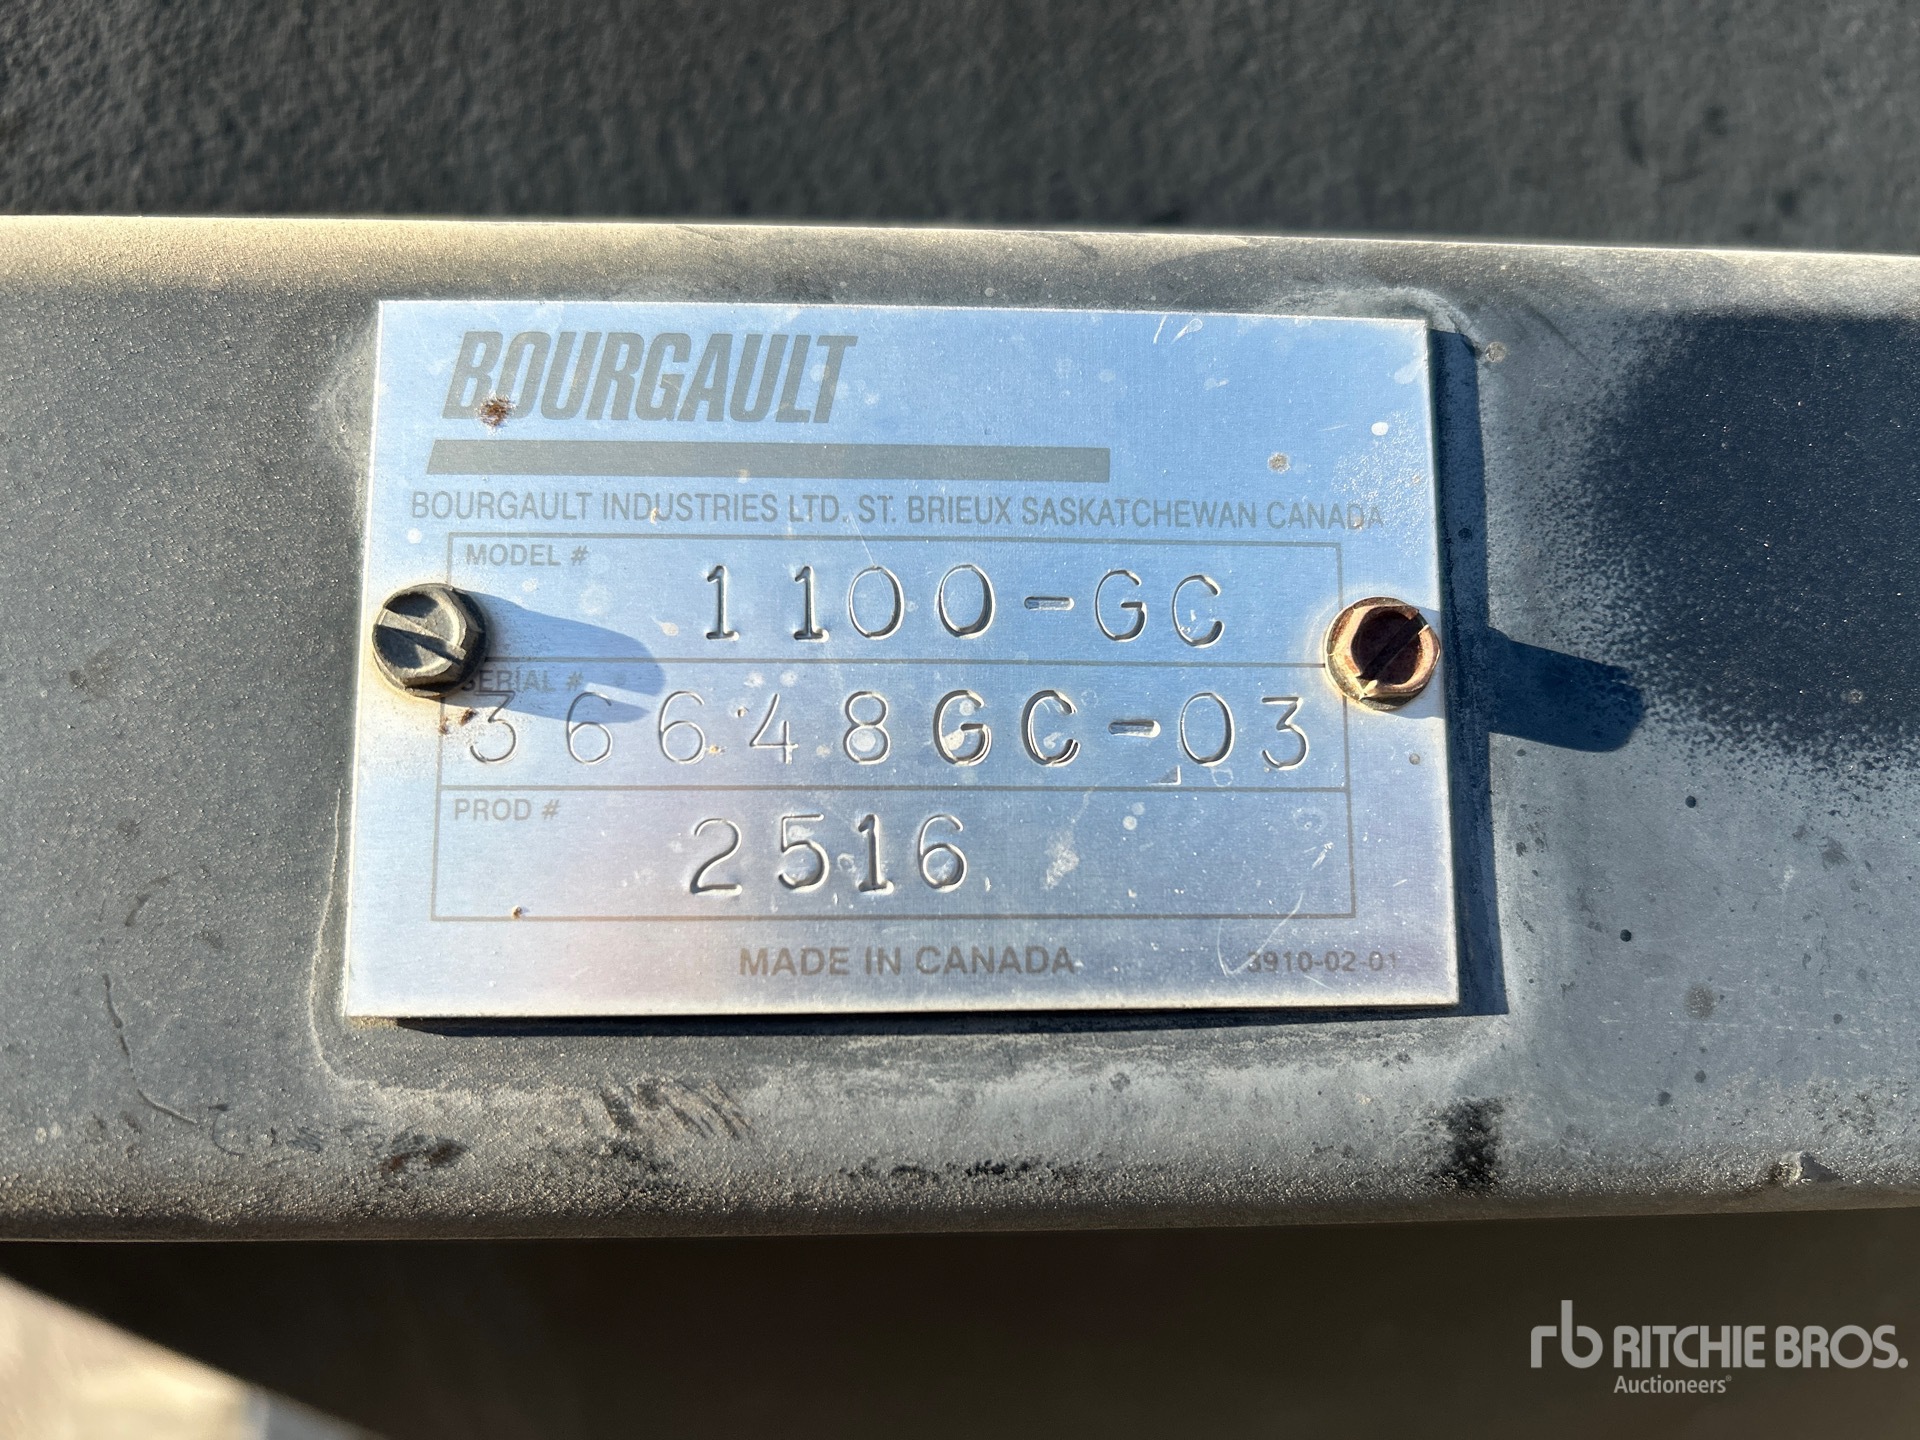 BOURGAULT
BOURGAULT INDUSTRIES LTD. ST. BRIEUX SASKATCHEWAN CANADA
MODEL #
1100-GC
SERIAL #
36648GC-03
PROD #
2516
MADE IN CANADA
3910-02-01
rb RITCHIE BROS.
Auctioneers